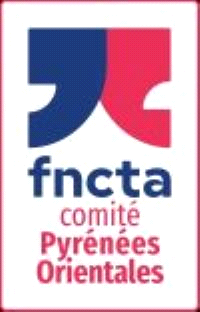 fncta
comité
Pyrénées
Orientales